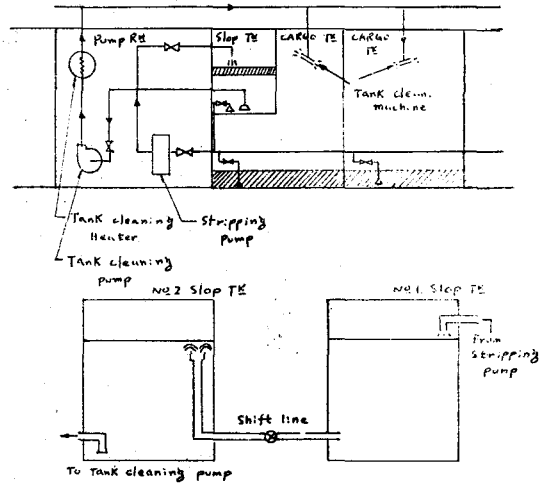 Pump RM
Slop TK
CARGO TK
CARGO TK
Tank clean.
machine
Tank cleaning
Heater
Stripping
pump
Tank cleaning
pump
No 2 Slop TK
No 1. Slop TK
from
Stripping
pump
Shift line
To Tank cleaning pump